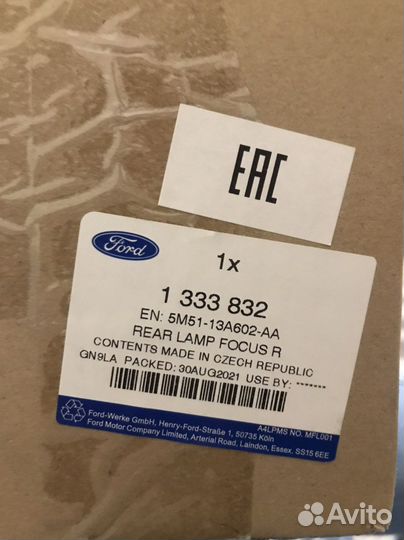 EAC
Ford
1x
1 333 832
EN: 5M51-13A602-AA
REAR LAMP FOCUS R
CONTENTS MADE IN CZECH REPUBLIC
GN9LA PACKED: 30AUG2021 USE BY: -------
A4LPMS NO. MFL001
Ford-Werke GmbH, Henry-Ford-Straße 1, 50735 Köln
Ford Motor Company Limited, Arterial Road, Laindon, Essex. SS15 6EE
Avito